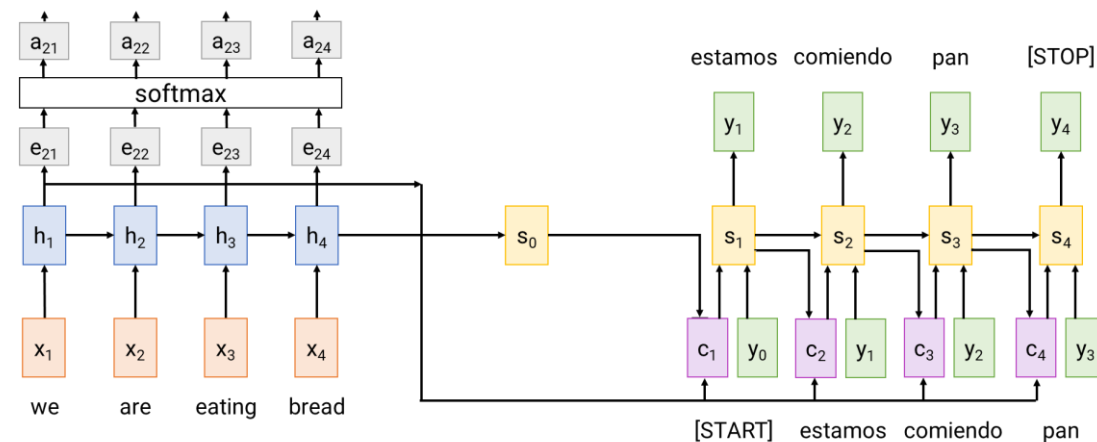 a21 a22 a23 a24
softmax
e21 e22 e23 e24
h1 h2 h3 h4
x1 x2 x3 x4
we are eating bread
s0
estamos comiendo pan [STOP]
y1 y2 y3 y4
s1 s2 s3 s4
c1 y0 c2 y1 c3 y2 c4 y3
[START] estamos comiendo pan